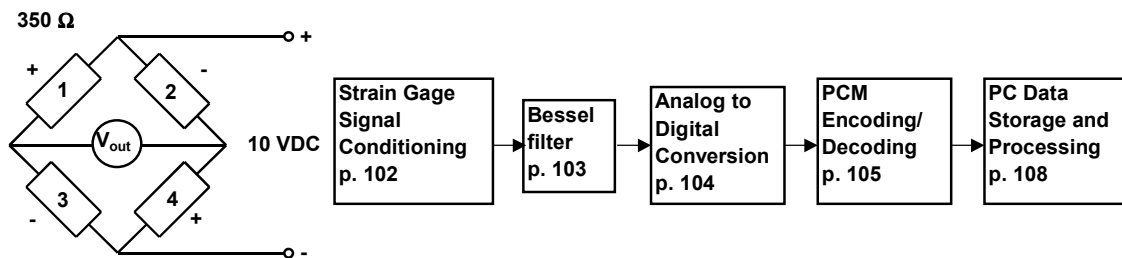 350 Ω
+
+
-
1
2
Vout
10 VDC
3
4
-
+
-
Strain Gage
Signal
Conditioning
p. 102
Bessel
filter
p. 103
Analog to
Digital
Conversion
p. 104
PCM
Encoding/
Decoding
p. 105
PC Data
Storage and
Processing
p. 108